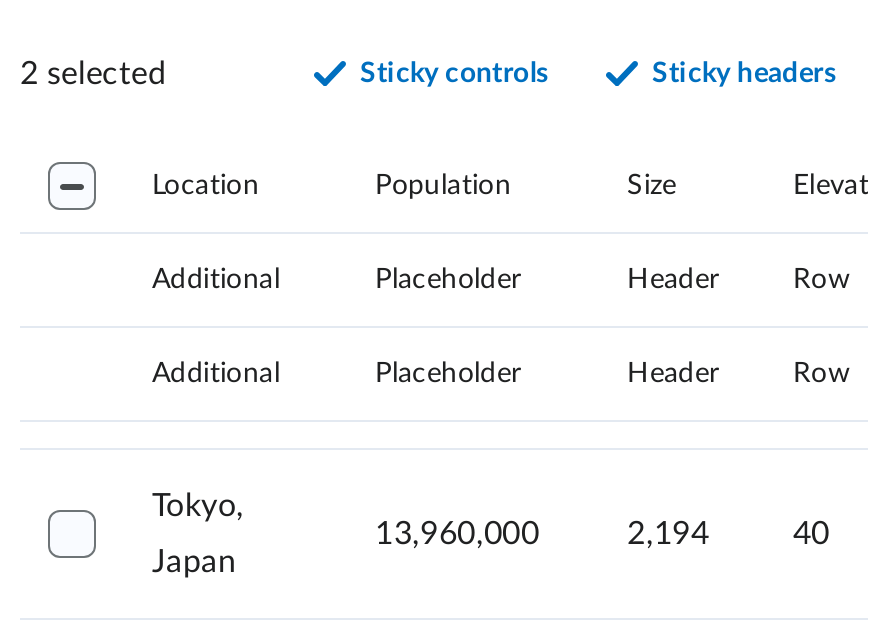 2 selected Sticky controls Sticky headers
Location Population Size Elevat
Additional Placeholder Header Row
Additional Placeholder Header Row
Tokyo,
Japan 13,960,000 2,194 40